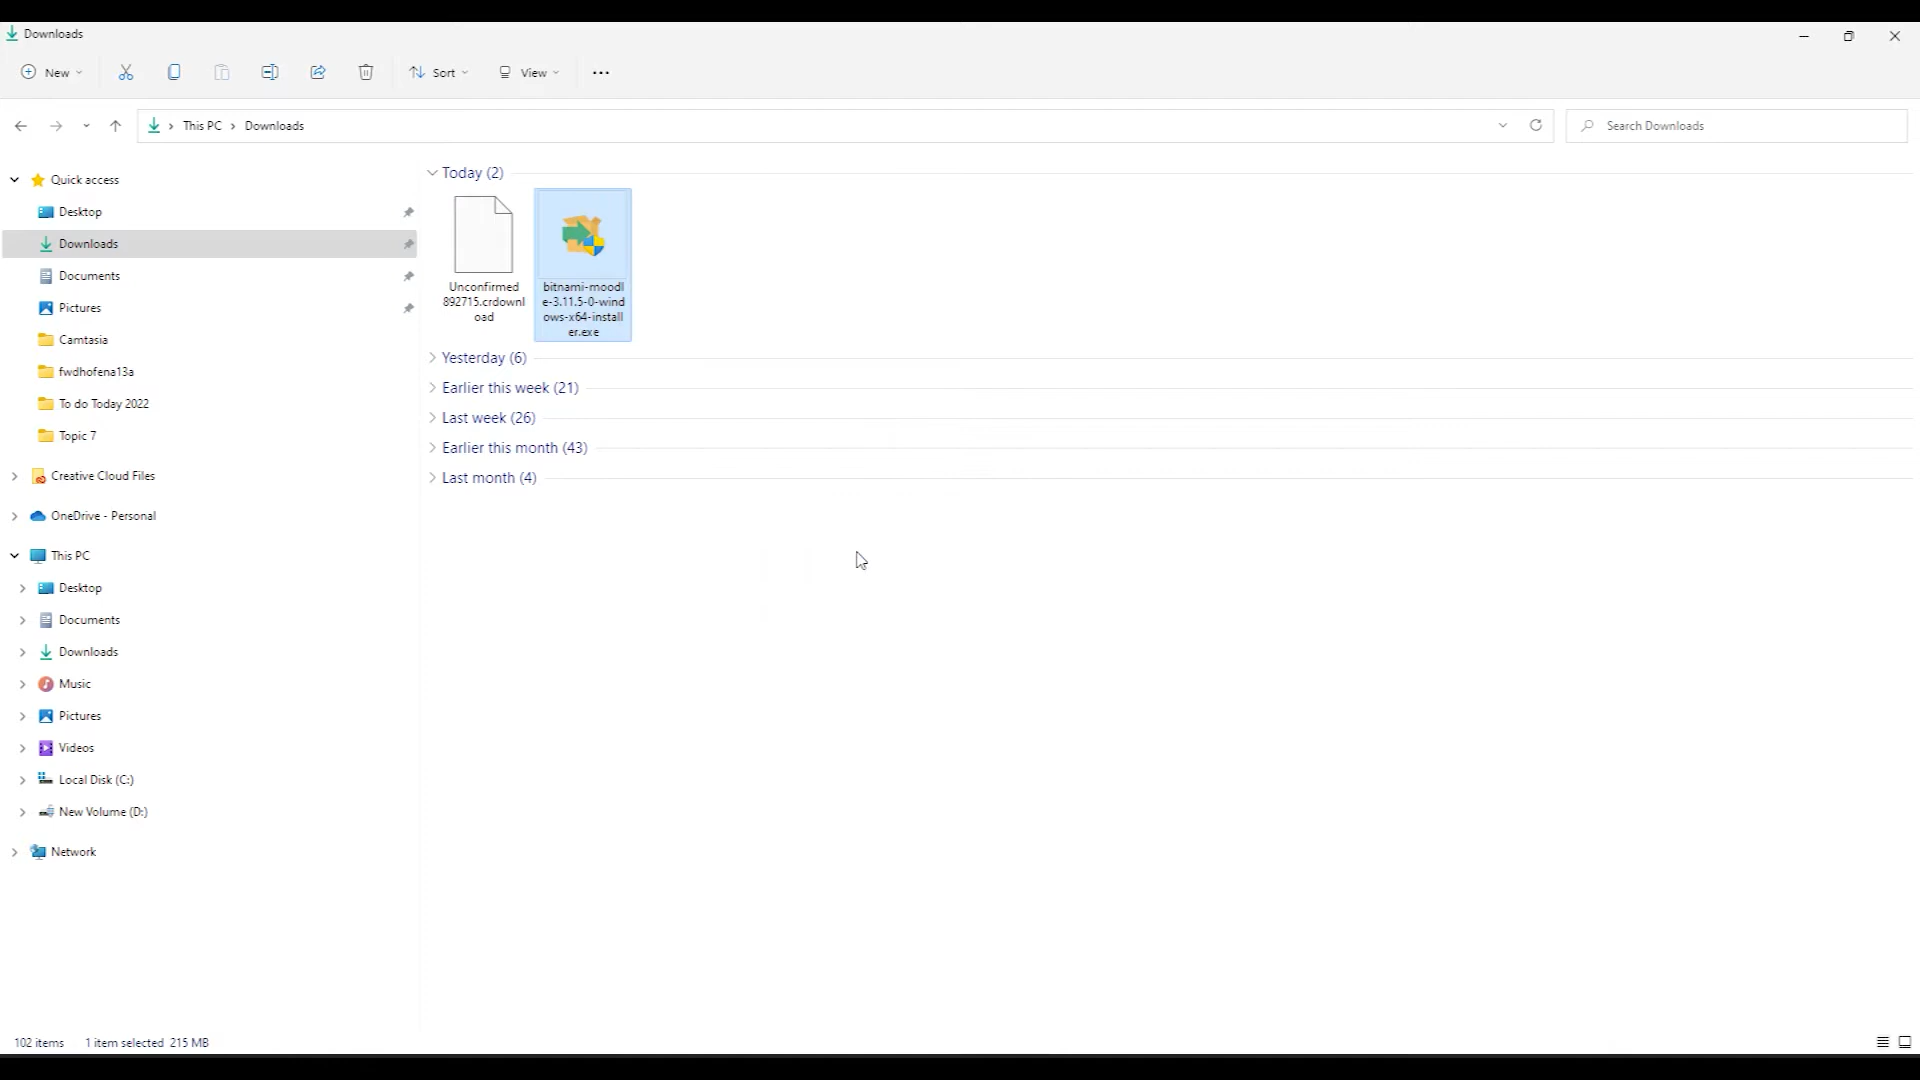 Downloads
New
Sort
View
This PC
Downloads
Search Downloads
Quick access
Desktop
Downloads
Documents
Pictures
Camtasia
fwdhofena13a
To do Today 2022
Topic 7
Creative Cloud Files
OneDrive - Personal
This PC
Desktop
Documents
Downloads
Music
Pictures
Videos
Local Disk (C:)
New Volume (D:)
Network
Today (2)
Unconfirmed
892715.crdownl
oad
bitnami-moodl
e-3.11.5-0-wind
ows-x64-install
er.exe
Yesterday (6)
Earlier this week (21)
Last week (26)
Earlier this month (43)
Last month (4)
102 items
1 item selected 215 MB